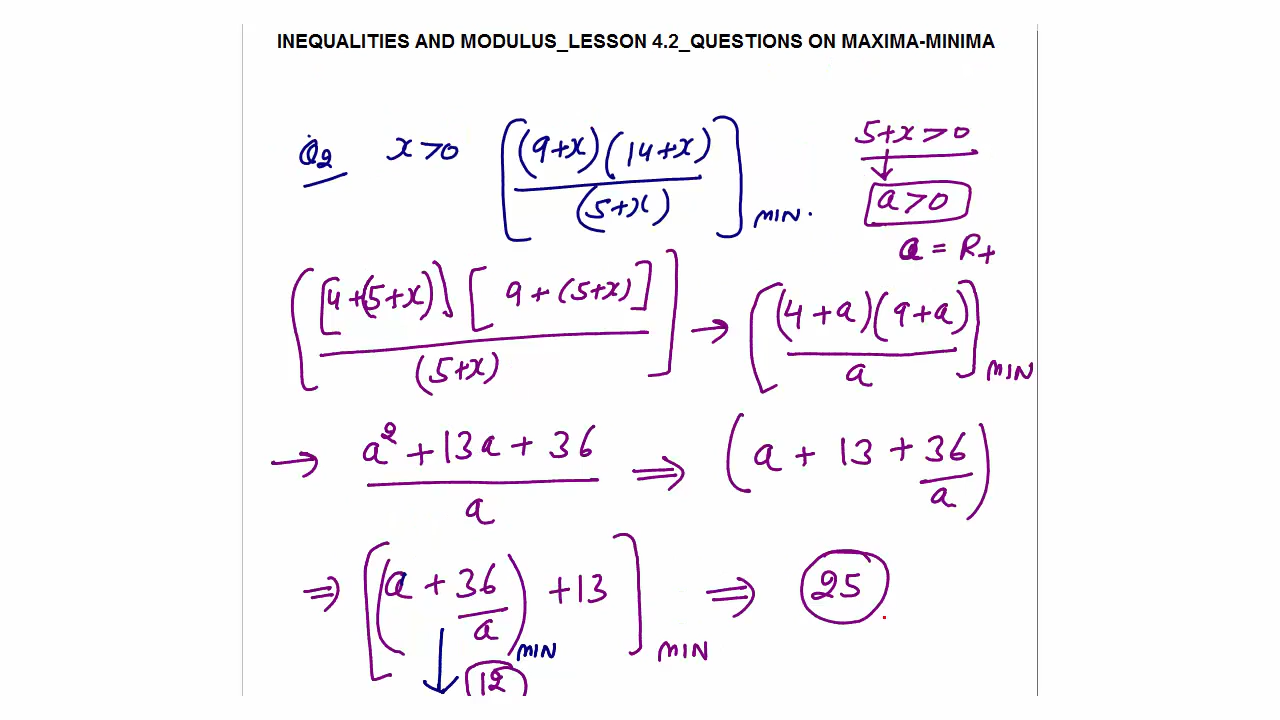 INEQUALITIES AND MODULUS_LESSON 4.2_QUESTIONS ON MAXIMA-MINIMA
Q2 x>0 [(9+x)(14+x) / (5+x)] MIN.
5+x>0
↓
a>0
a = R+
([4+(5+x)] [9+(5+x)] / (5+x)] → [(4+a)(9+a) / a] MIN
→ a²+13a+36 / a ⇒ (a + 13 + 36/a)
⇒ [(a + 36/a) MIN +13] MIN ⇒ 25
↓ 12